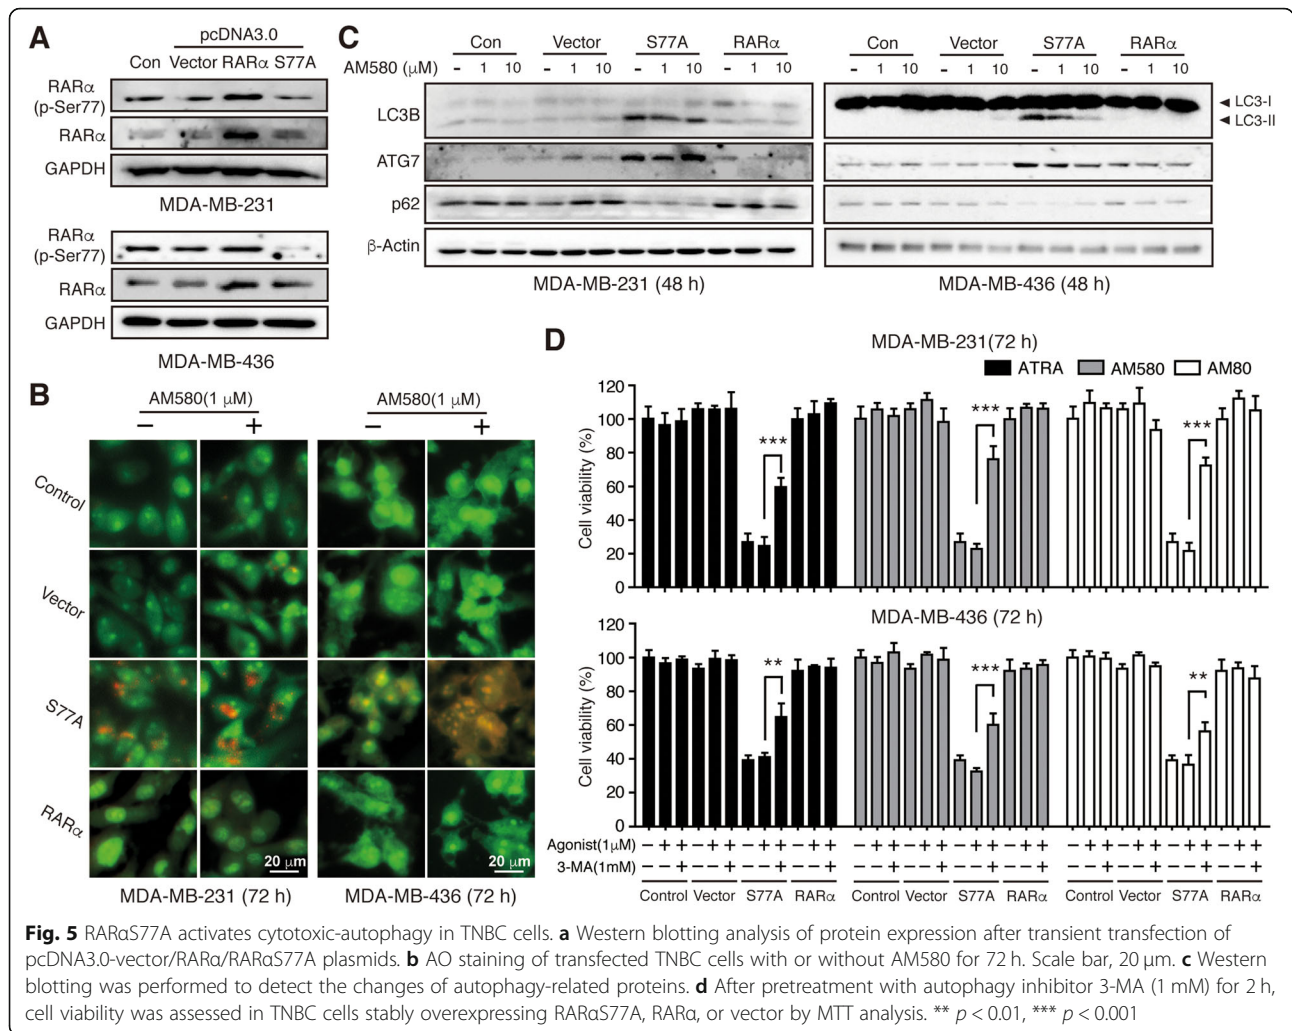 A
pcDNA3.0
Con Vector RARα S77A
RARα
(p-Ser77)
RARα
GAPDH
MDA-MB-231
RARα
(p-Ser77)
RARα
GAPDH
MDA-MB-436
B
AM580(1 μM) AM580(1 μM)
− + − +
Control
Vector
S77A
RARα
20 μm 20 μm
MDA-MB-231 (72 h) MDA-MB-436 (72 h)
C
Con Vector S77A RARα Con Vector S77A RARα
AM580 (μM) - 1 10 - 1 10 - 1 10 - 1 10 - 1 10 - 1 10 - 1 10 - 1 10
LC3B
◄ LC3-I
◄ LC3-II
ATG7
p62
β-Actin
MDA-MB-231 (48 h) MDA-MB-436 (48 h)
D
MDA-MB-231(72 h)
ATRA AM580 AM80
Cell viability (%)
120
100
80
60
40
20
0
*** *** ***
MDA-MB-436 (72 h)
Cell viability (%)
120
100
80
60
40
20
0
** *** **
Agonist(1μM) − + + − + + − + + − + + − + + − + + − + + − + + − + + − + + − + + − + +
3-MA(1mM) − − + − − + − − + − − + − − + − − + − − + − − + − − + − − + − − + − − +
Control Vector S77A RARα Control Vector S77A RARα Control Vector S77A RARα
Fig. 5 RARαS77A activates cytotoxic-autophagy in TNBC cells. a Western blotting analysis of protein expression after transient transfection of
pcDNA3.0-vector/RARα/RARαS77A plasmids. b AO staining of transfected TNBC cells with or without AM580 for 72 h. Scale bar, 20 μm. c Western
blotting was performed to detect the changes of autophagy-related proteins. d After pretreatment with autophagy inhibitor 3-MA (1 mM) for 2 h,
cell viability was assessed in TNBC cells stably overexpressing RARαS77A, RARα, or vector by MTT analysis. ** p < 0.01, *** p < 0.001